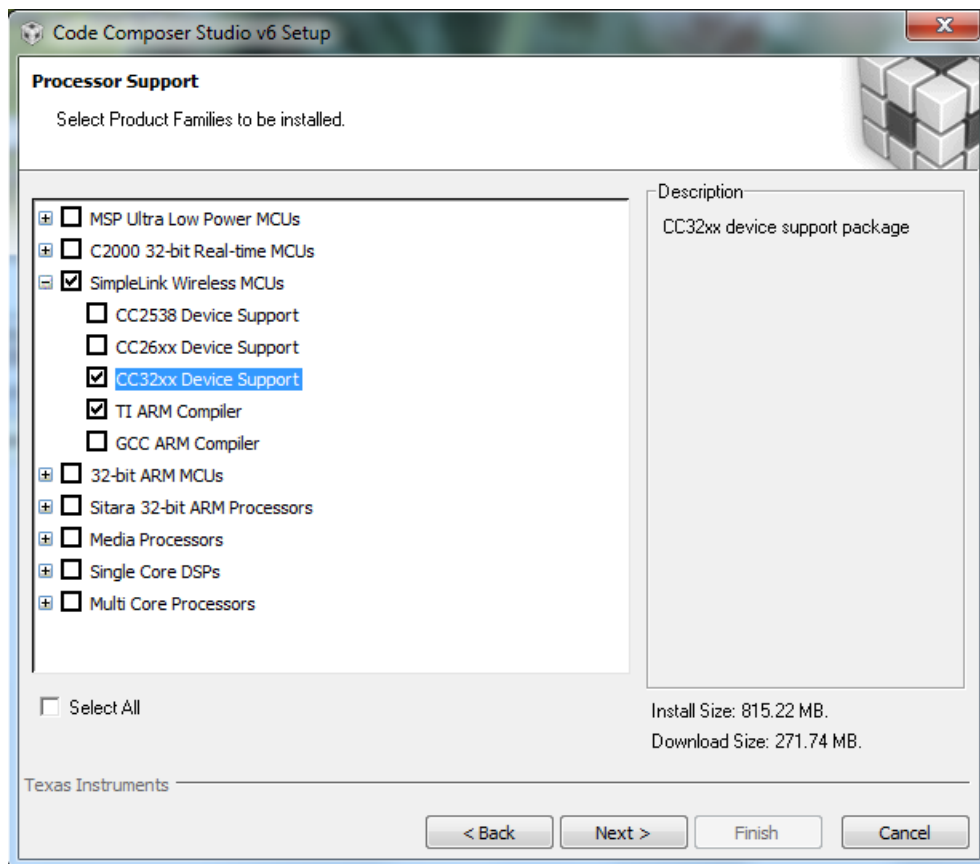 Code Composer Studio v6 Setup
Processor Support
Select Product Families to be installed.
MSP Ultra Low Power MCUs
C2000 32-bit Real-time MCUs
SimpleLink Wireless MCUs
CC2538 Device Support
CC26xx Device Support
CC32xx Device Support
TI ARM Compiler
GCC ARM Compiler
32-bit ARM MCUs
Sitara 32-bit ARM Processors
Media Processors
Single Core DSPs
Multi Core Processors
Description
CC32xx device support package
Select All
Install Size: 815.22 MB.
Download Size: 271.74 MB.
Texas Instruments
< Back
Next >
Finish
Cancel